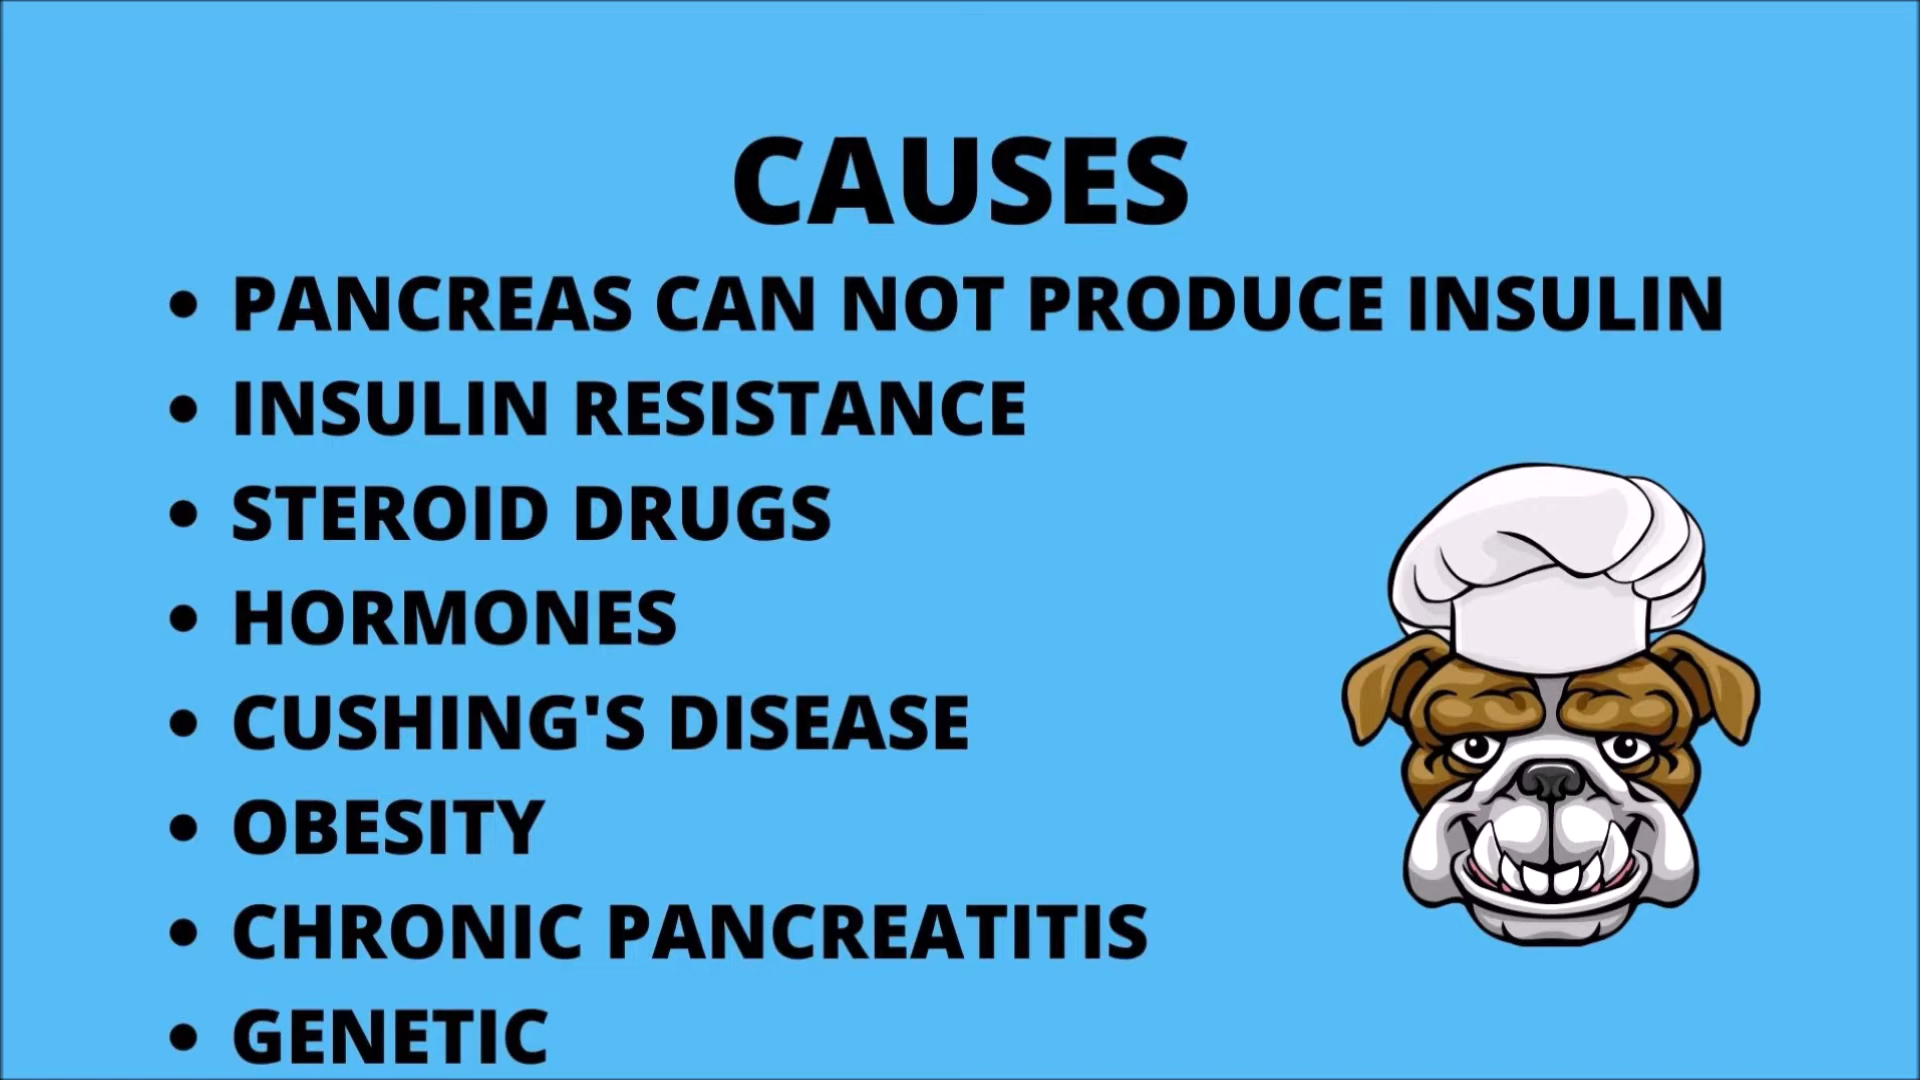 CAUSES
• PANCREAS CAN NOT PRODUCE INSULIN
• INSULIN RESISTANCE
• STEROID DRUGS
• HORMONES
• CUSHING'S DISEASE
• OBESITY
• CHRONIC PANCREATITIS
• GENETIC